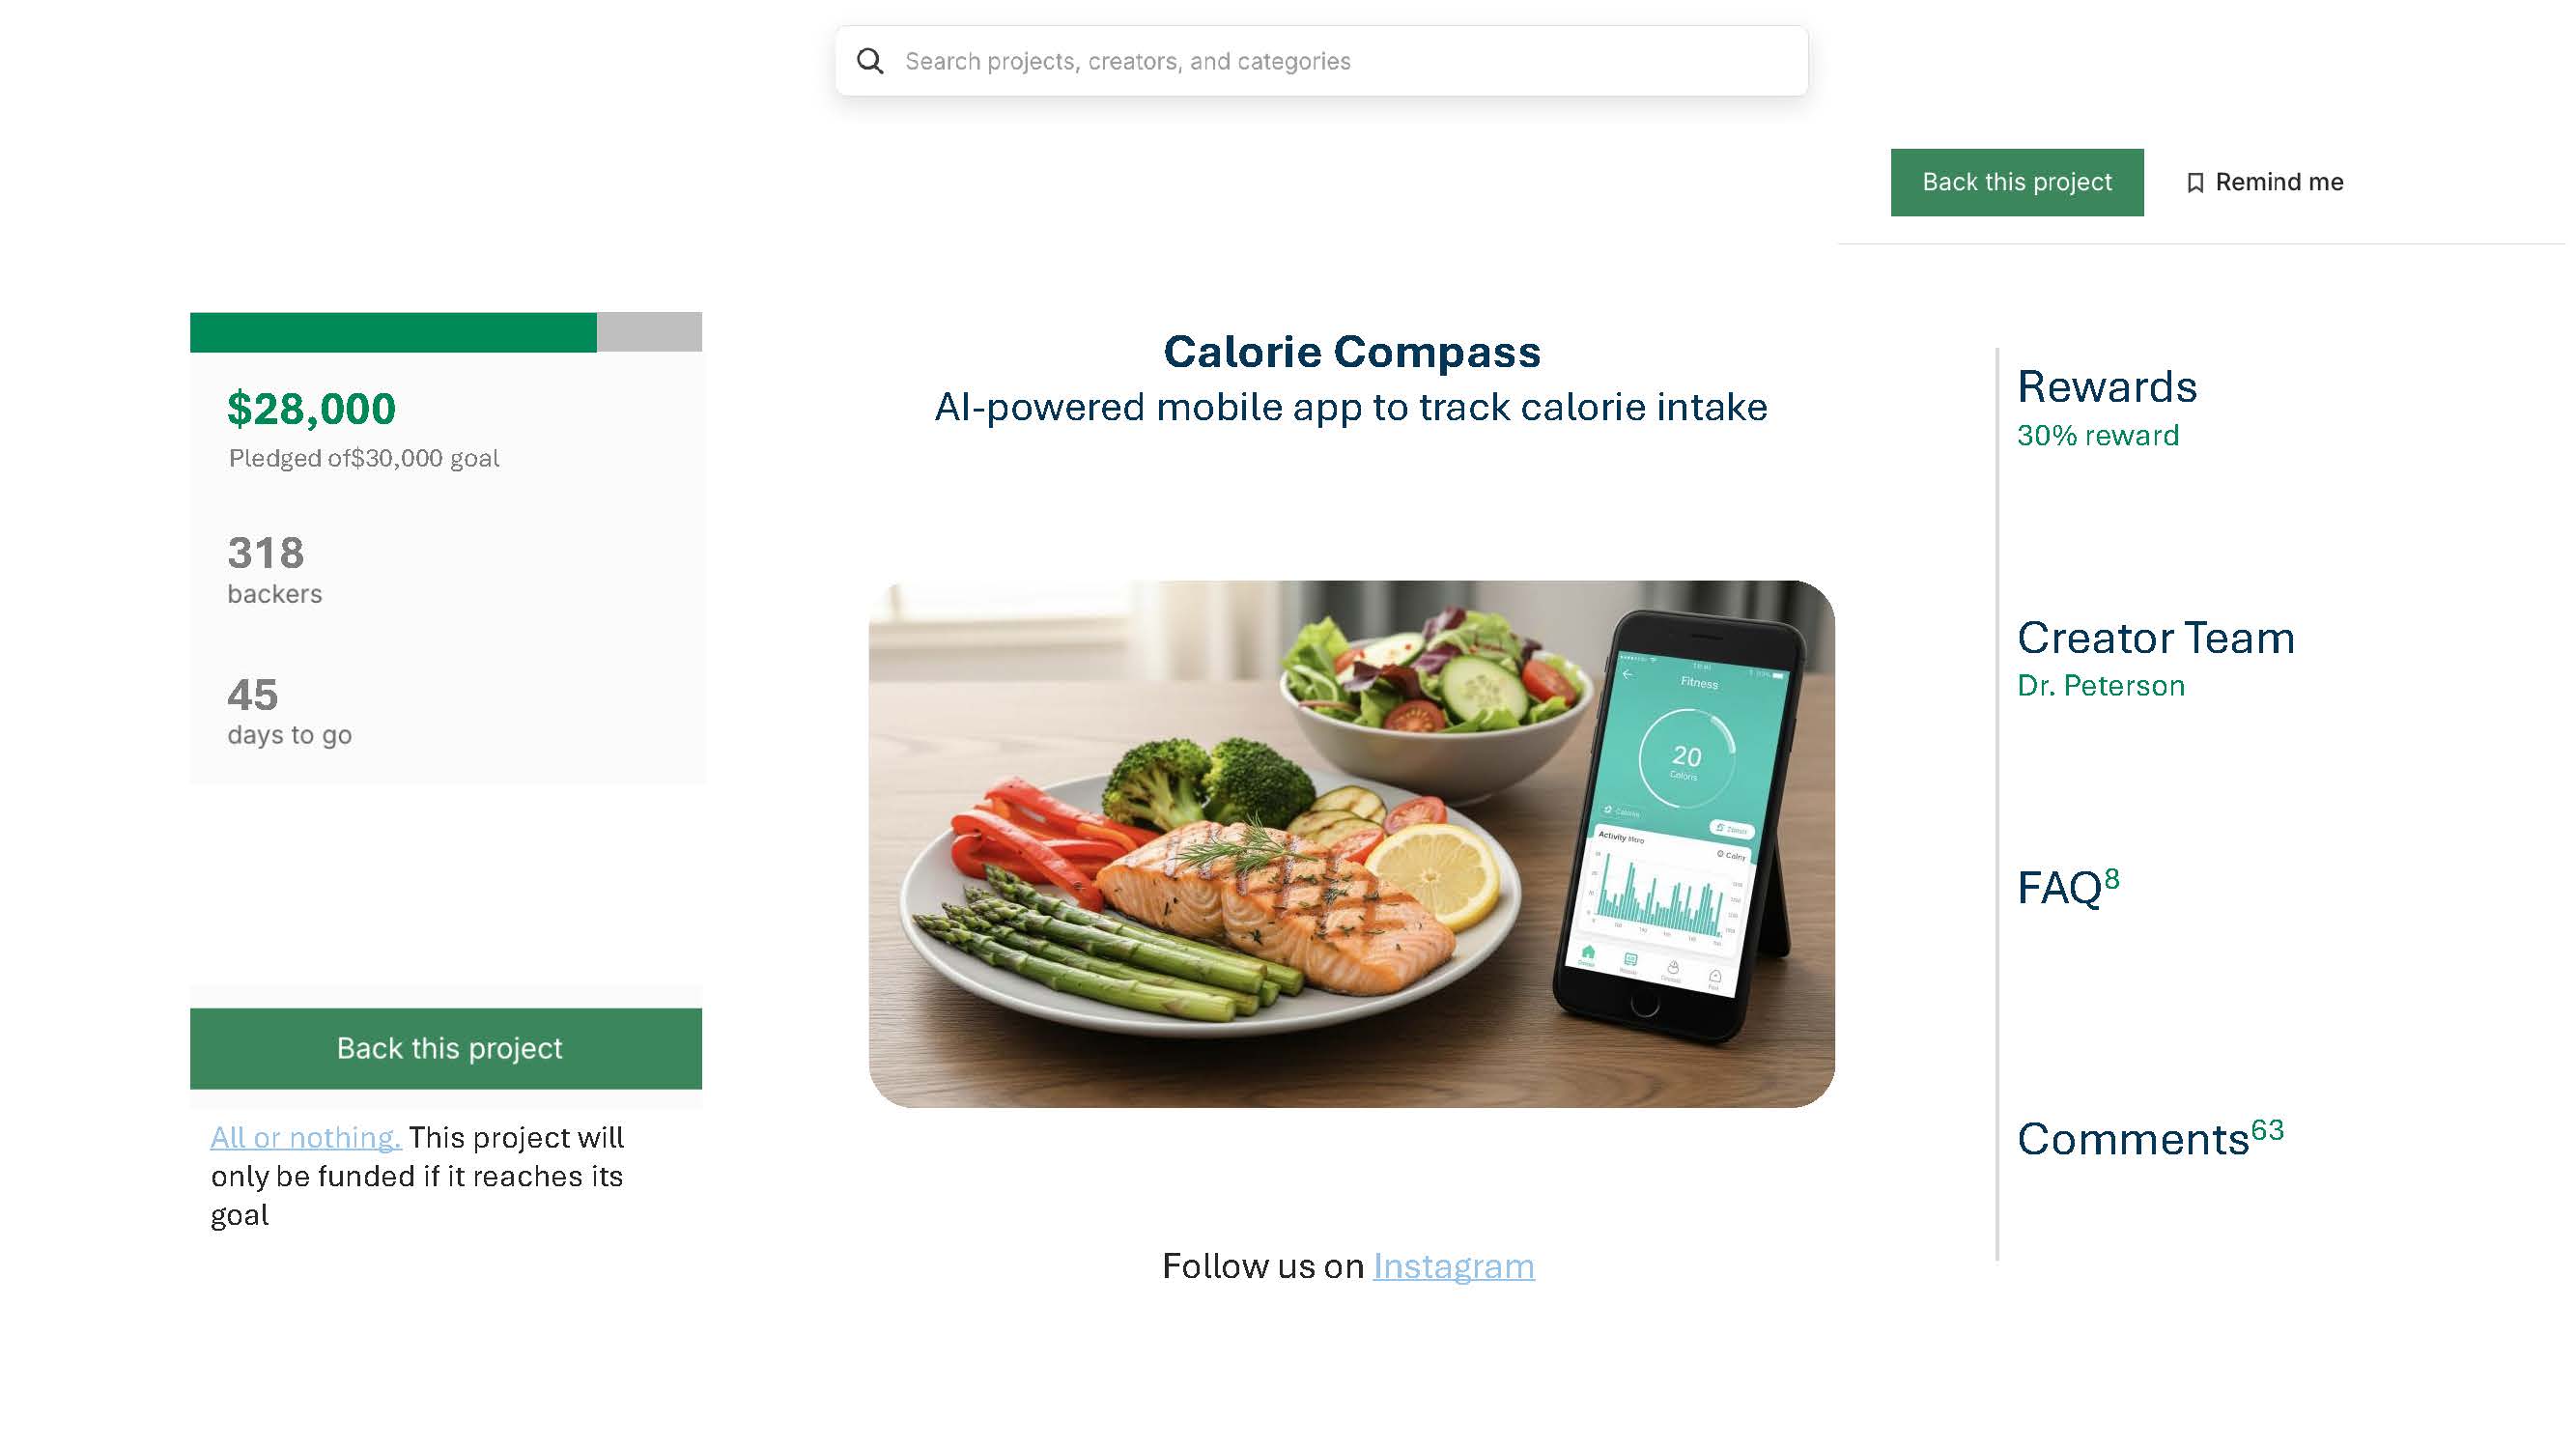 Search projects, creators, and categories
Back this project
Remind me
$28,000
Pledged of$30,000 goal
318
backers
45
days to go
Back this project
All or nothing. This project will
only be funded if it reaches its
goal
Calorie Compass
AI-powered mobile app to track calorie intake
Fitness
20
Activity
Follow us on Instagram
Rewards
30% reward
Creator Team
Dr. Peterson
FAQ8
Comments63